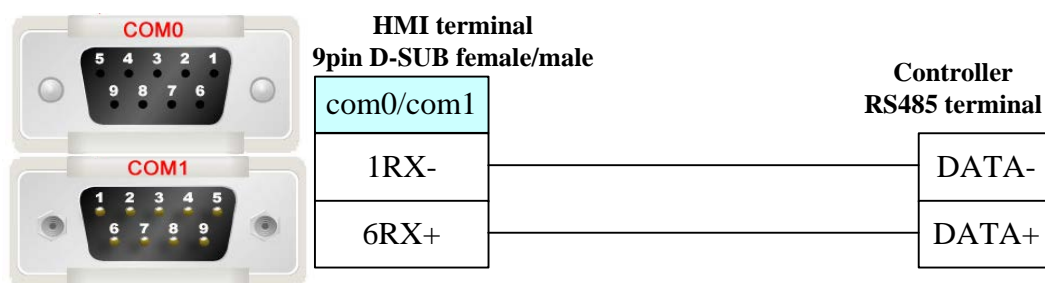 COM0
5 4 3 2 1
9 8 7 6
COM1
1 2 3 4 5
6 7 8 9
HMI terminal
9pin D-SUB female/male
com0/com1
1RX-
6RX+
Controller
RS485 terminal
DATA-
DATA+